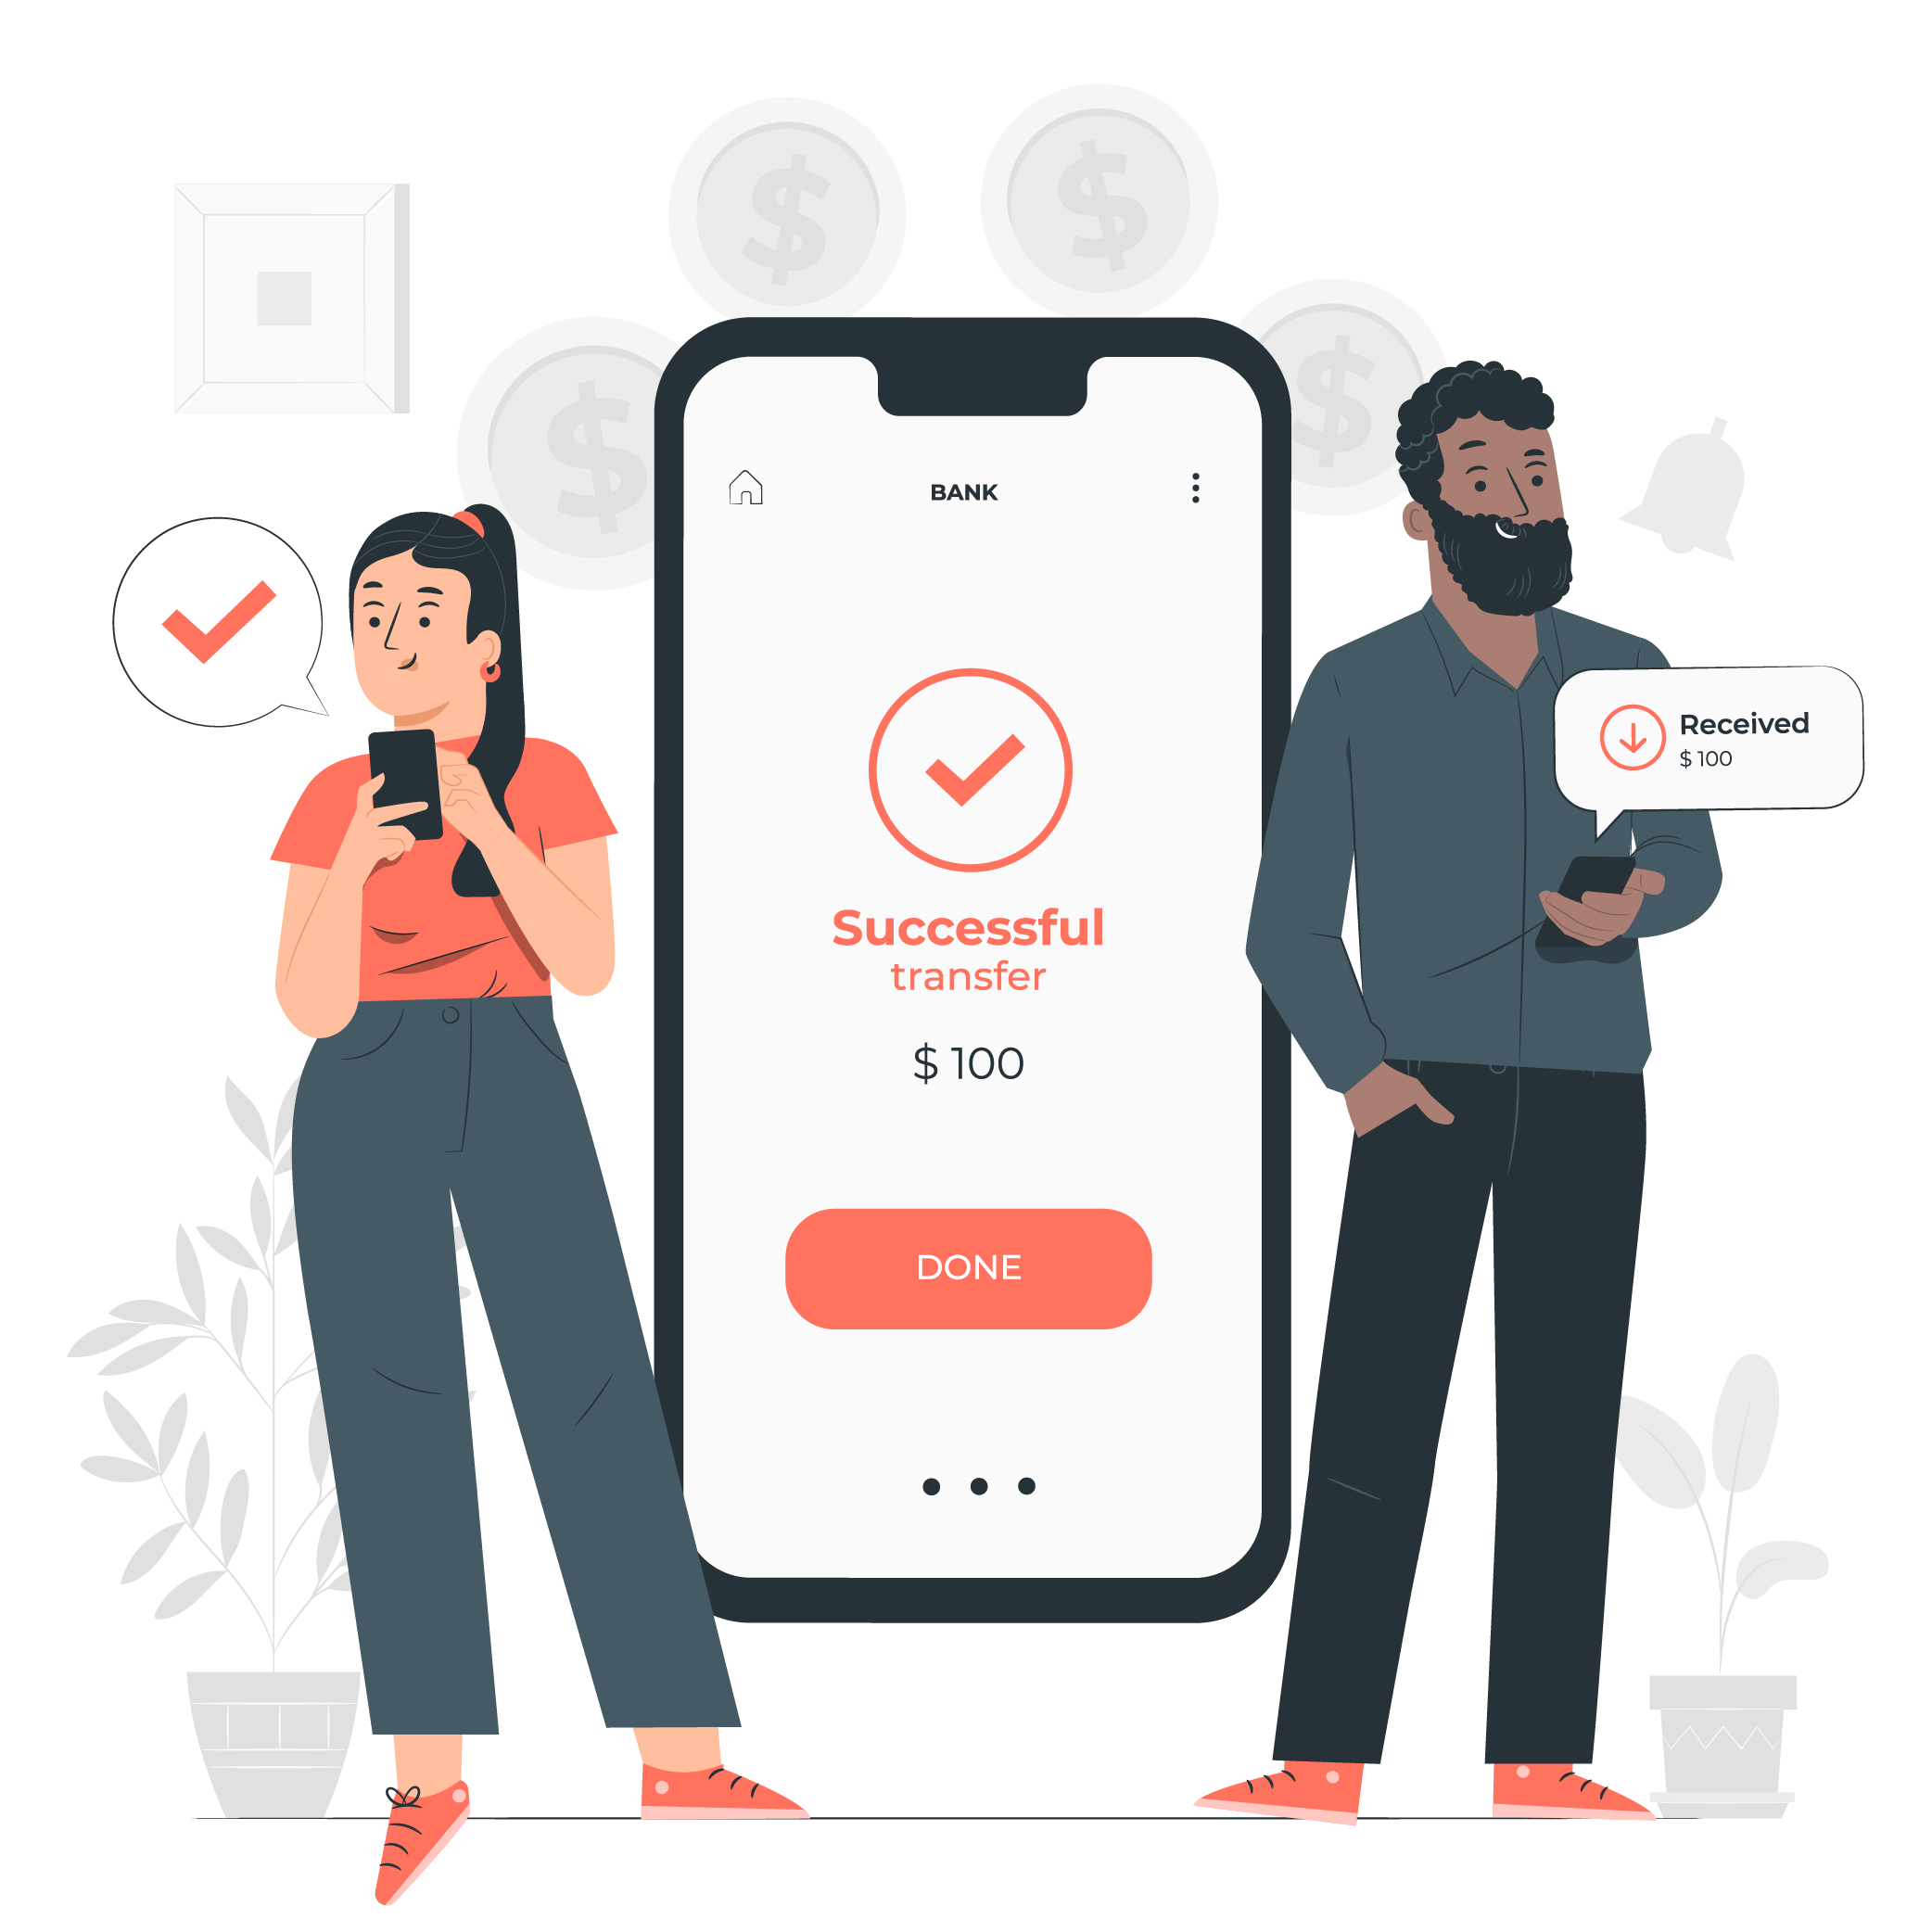 BANK
Successful
transfer
$ 100
DONE
Received
$ 100
$
$
$
$